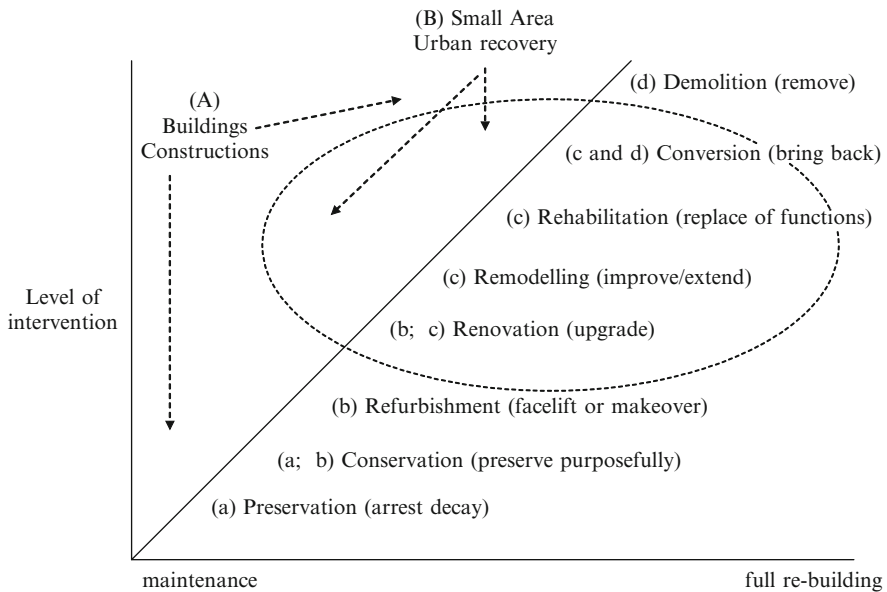 (B) Small Area
Urban recovery
(d) Demolition (remove)
(A)
Buildings
Constructions
(c and d) Conversion (bring back)
(c) Rehabilitation (replace of functions)
(c) Remodelling (improve/extend)
Level of
intervention
(b; c) Renovation (upgrade)
(b) Refurbishment (facelift or makeover)
(a; b) Conservation (preserve purposefully)
(a) Preservation (arrest decay)
maintenance
full re-building